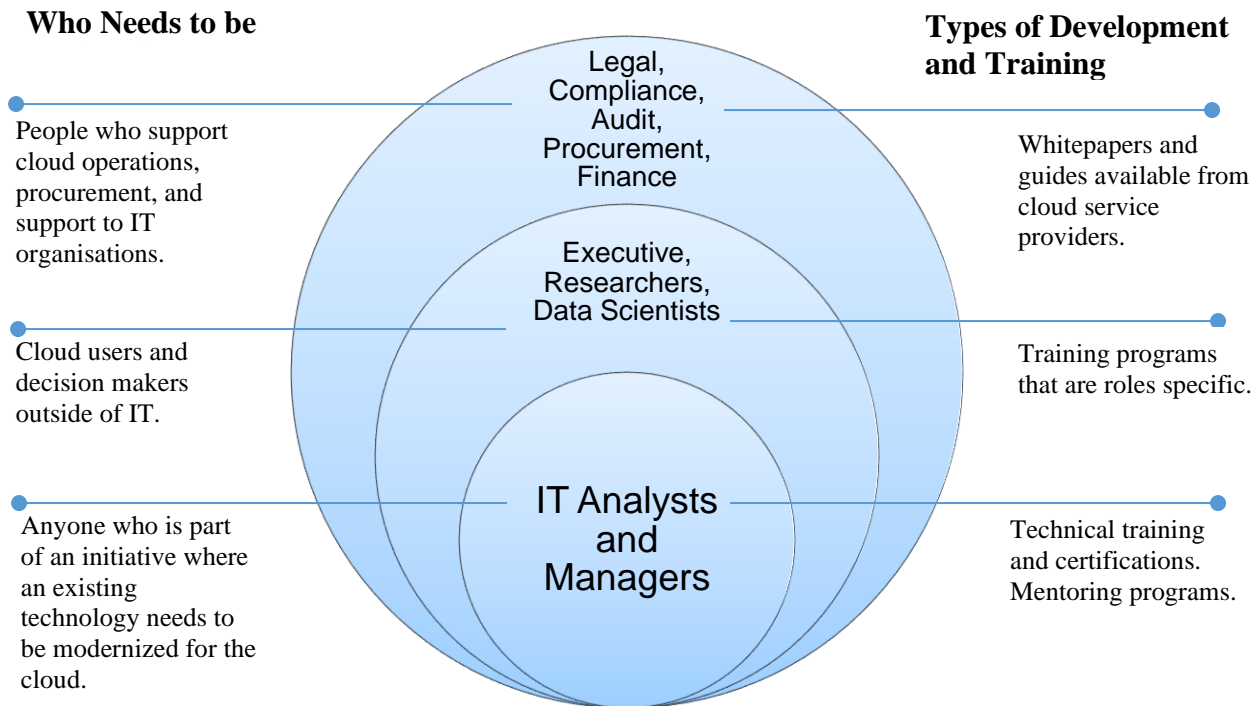 Who Needs to be
Types of Development
and Training
Legal,
Compliance,
Audit,
Procurement,
Finance
People who support
cloud operations,
procurement, and
support to IT
organisations.
Whitepapers and
guides available from
cloud service
providers.
Executive,
Researchers,
Data Scientists
Cloud users and
decision makers
outside of IT.
Training programs
that are roles specific.
IT Analysts
and
Managers
Anyone who is part
of an initiative where
an existing
technology needs to
be modernized for the
cloud.
Technical training
and certifications.
Mentoring programs.